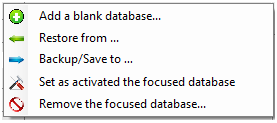 Add a blank database...
Restore from ...
Backup/Save to ...
Set as activated the focused database
Remove the focused database...